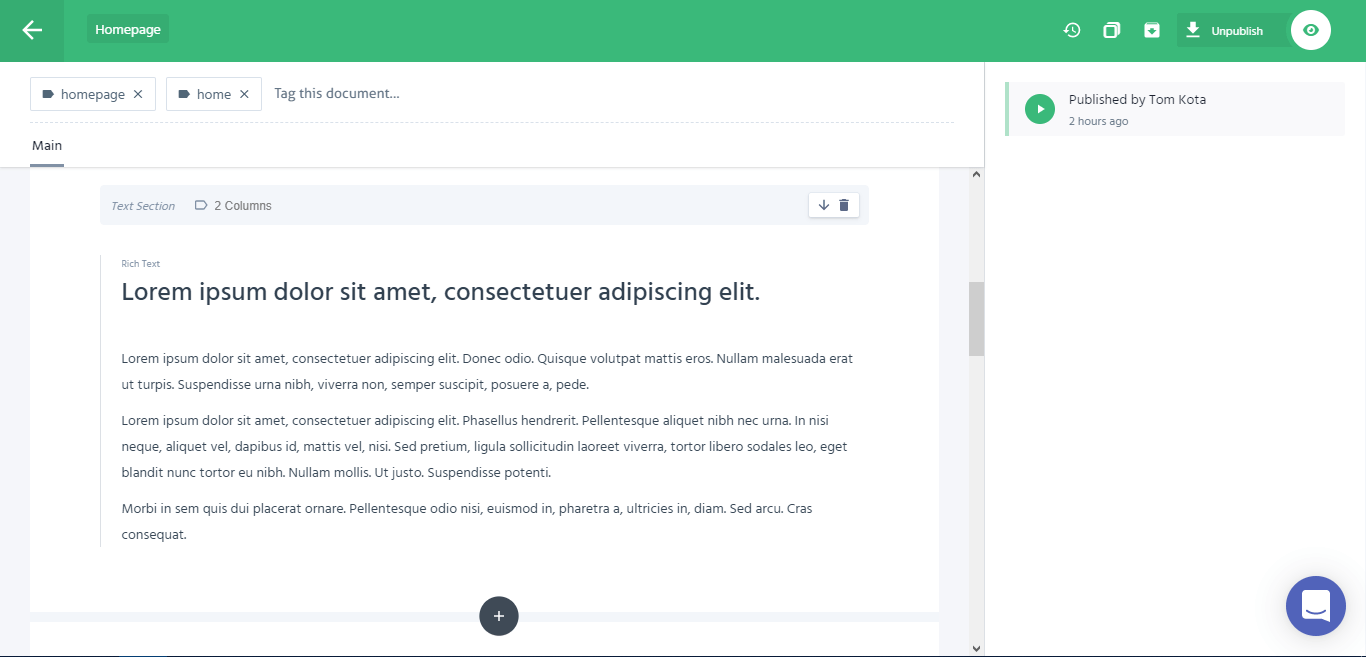 Homepage
Unpublish
homepage
home
Tag this document...
Published by Tom Kota
2 hours ago
Main
Text Section
2 Columns
Rich Text
Lorem ipsum dolor sit amet, consectetuer adipiscing elit.
Lorem ipsum dolor sit amet, consectetuer adipiscing elit. Donec odio. Quisque volutpat mattis eros. Nullam malesuada erat
ut turpis. Suspendisse urna nibh, viverra non, semper suscipit, posuere a, pede.
Lorem ipsum dolor sit amet, consectetuer adipiscing elit. Phasellus hendrerit. Pellentesque aliquet nibh nec urna. In nisi
neque, aliquet vel, dapibus id, mattis vel, nisi. Sed pretium, ligula sollicitudin laoreet viverra, tortor libero sodales leo, eget
blandit nunc tortor eu nibh. Nullam mollis. Ut justo. Suspendisse potenti.
Morbi in sem quis dui placerat ornare. Pellentesque odio nisi, euismod in, pharetra a, ultricies in, diam. Sed arcu. Cras
consequat.